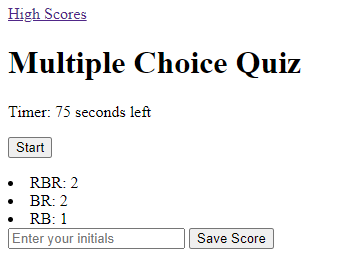 High Scores
Multiple Choice Quiz
Timer: 75 seconds left
Start
• RBR: 2
• BR: 2
• RB: 1
Enter your initials Save Score